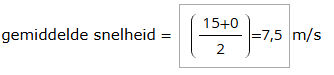 gemiddelde snelheid = (15+0/2)=7,5 m/s